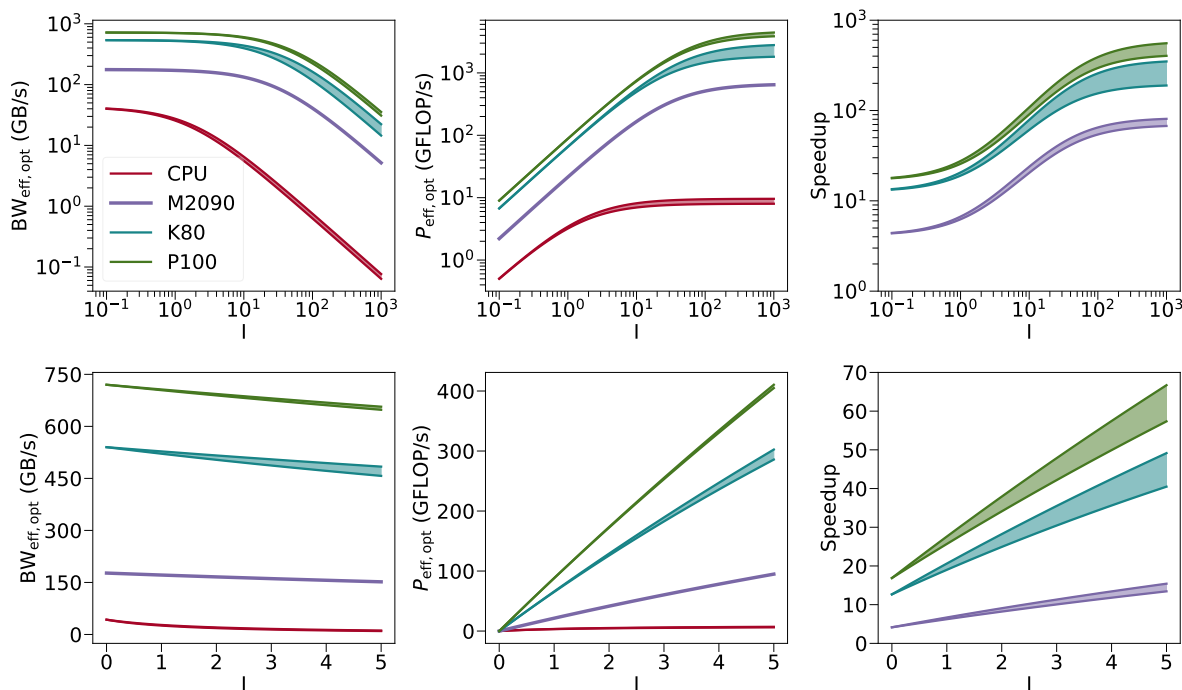 10³
10²
10¹
10⁰
10⁻¹
BW_eff, opt (GB/s)
CPU
M2090
K80
P100
10⁻¹ 10⁰ 10¹ 10² 10³
I
10³
10²
10¹
10⁰
P_eff, opt (GFLOP/s)
10⁻¹ 10⁰ 10¹ 10² 10³
I
10³
10²
10¹
10⁰
Speedup
10⁻¹ 10⁰ 10¹ 10² 10³
I
750
600
450
300
150
0
BW_eff, opt (GB/s)
0 1 2 3 4 5
I
400
300
200
100
0
P_eff, opt (GFLOP/s)
0 1 2 3 4 5
I
70
60
50
40
30
20
10
0
Speedup
0 1 2 3 4 5
I